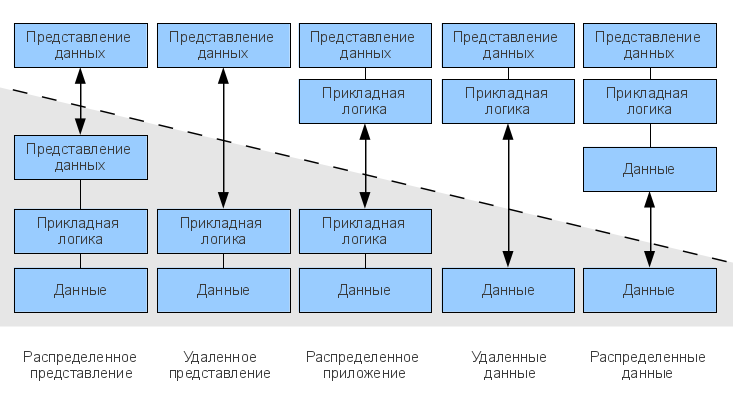 Представление
данных
Представление
данных
Представление
данных
Представление
данных
Представление
данных
Прикладная
логика
Прикладная
логика
Прикладная
логика
Представление
данных
Данные
Прикладная
логика
Прикладная
логика
Прикладная
логика
Данные
Данные
Данные
Данные
Данные
Распределенное
представление
Удаленное
представление
Распределенное
приложение
Удаленные
данные
Распределенные
данные